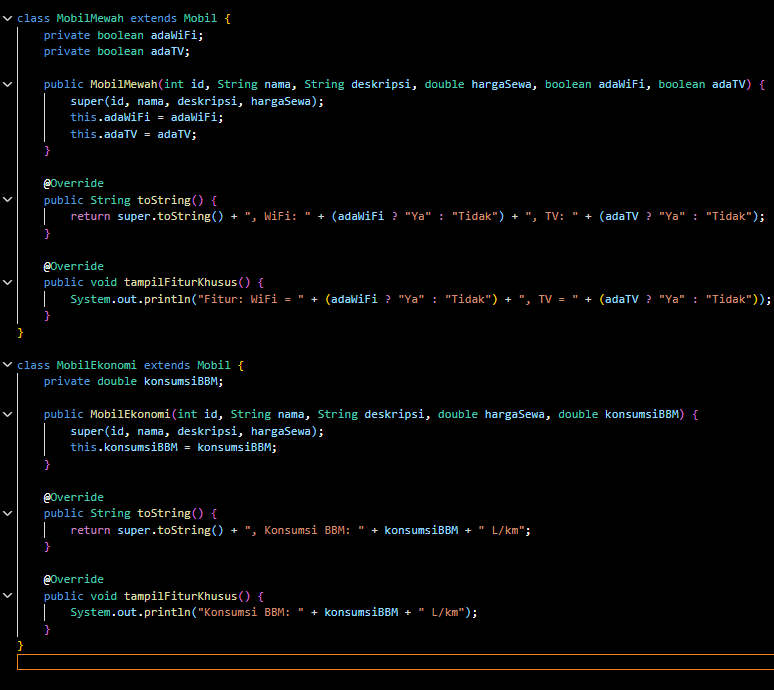 class MobilMewah extends Mobil {
private boolean adaWiFi;
private boolean adaTV;
public MobilMewah(int id, String nama, String deskripsi, double hargaSewa, boolean adaWiFi, boolean adaTV) {
super(id, nama, deskripsi, hargaSewa);
this.adaWiFi = adaWiFi;
this.adaTV = adaTV;
}
@Override
public String toString() {
return super.toString() + ", WiFi: " + (adaWiFi ? "Ya" : "Tidak") + ", TV: " + (adaTV ? "Ya" : "Tidak");
}
@Override
public void tampilFiturKhusus() {
System.out.println("Fitur: WiFi = " + (adaWiFi ? "Ya" : "Tidak") + ", TV = " + (adaTV ? "Ya" : "Tidak"));
}
}
class MobilEkonomi extends Mobil {
private double konsumsiBBM;
public MobilEkonomi(int id, String nama, String deskripsi, double hargaSewa, double konsumsiBBM) {
super(id, nama, deskripsi, hargaSewa);
this.konsumsiBBM = konsumsiBBM;
}
@Override
public String toString() {
return super.toString() + ", Konsumsi BBM: " + konsumsiBBM + " L/km";
}
@Override
public void tampilFiturKhusus() {
System.out.println("Konsumsi BBM: " + konsumsiBBM + " L/km");
}
}